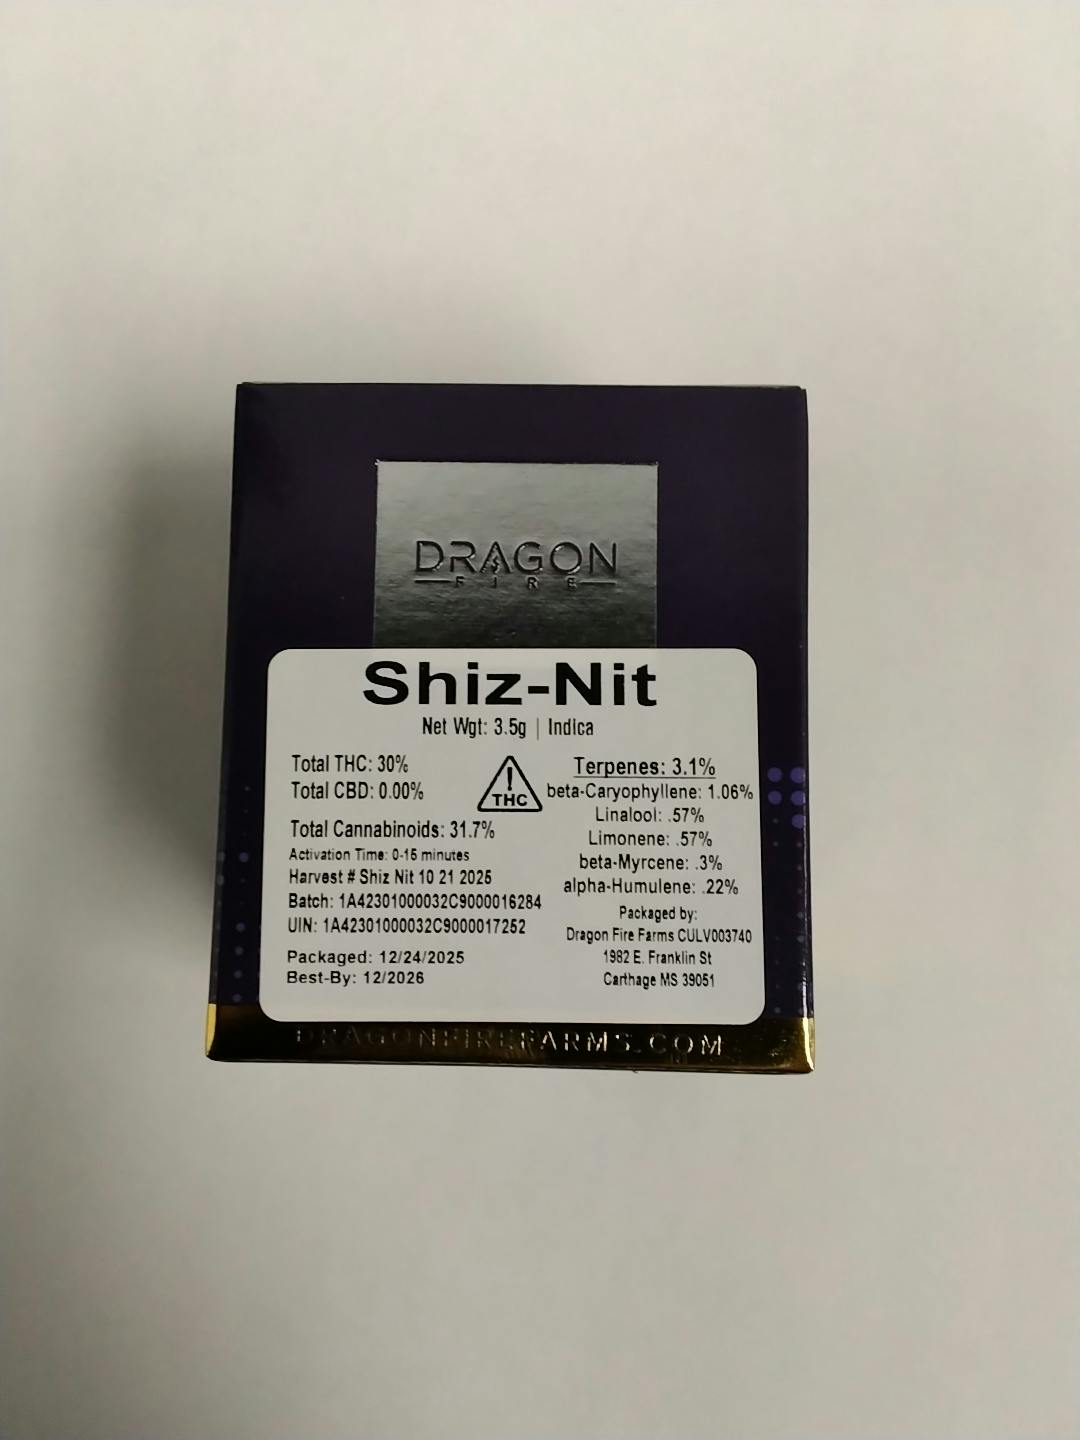 DRAGON
FIRE
Shiz-Nit
Net Wgt: 3.5g | Indica
Total THC: 30%
Total CBD: 0.00%
Total Cannabinoids: 31.7%
Activation Time: 0-15 minutes
Harvest # Shiz Nit 10 21 2025
Batch: 1A42301000032C9000016284
UIN: 1A42301000032C9000017252
Packaged: 12/24/2025
Best-By: 12/2026
!
THC
Terpenes: 3.1%
beta-Caryophyllene: 1.06%
Linalool: .57%
Limonene: .57%
beta-Myrcene: .3%
alpha-Humulene: .22%
Packaged by:
Dragon Fire Farms CULV003740
1982 E. Franklin St
Carthage MS 39051
DRAGONFIREFARMS.COM